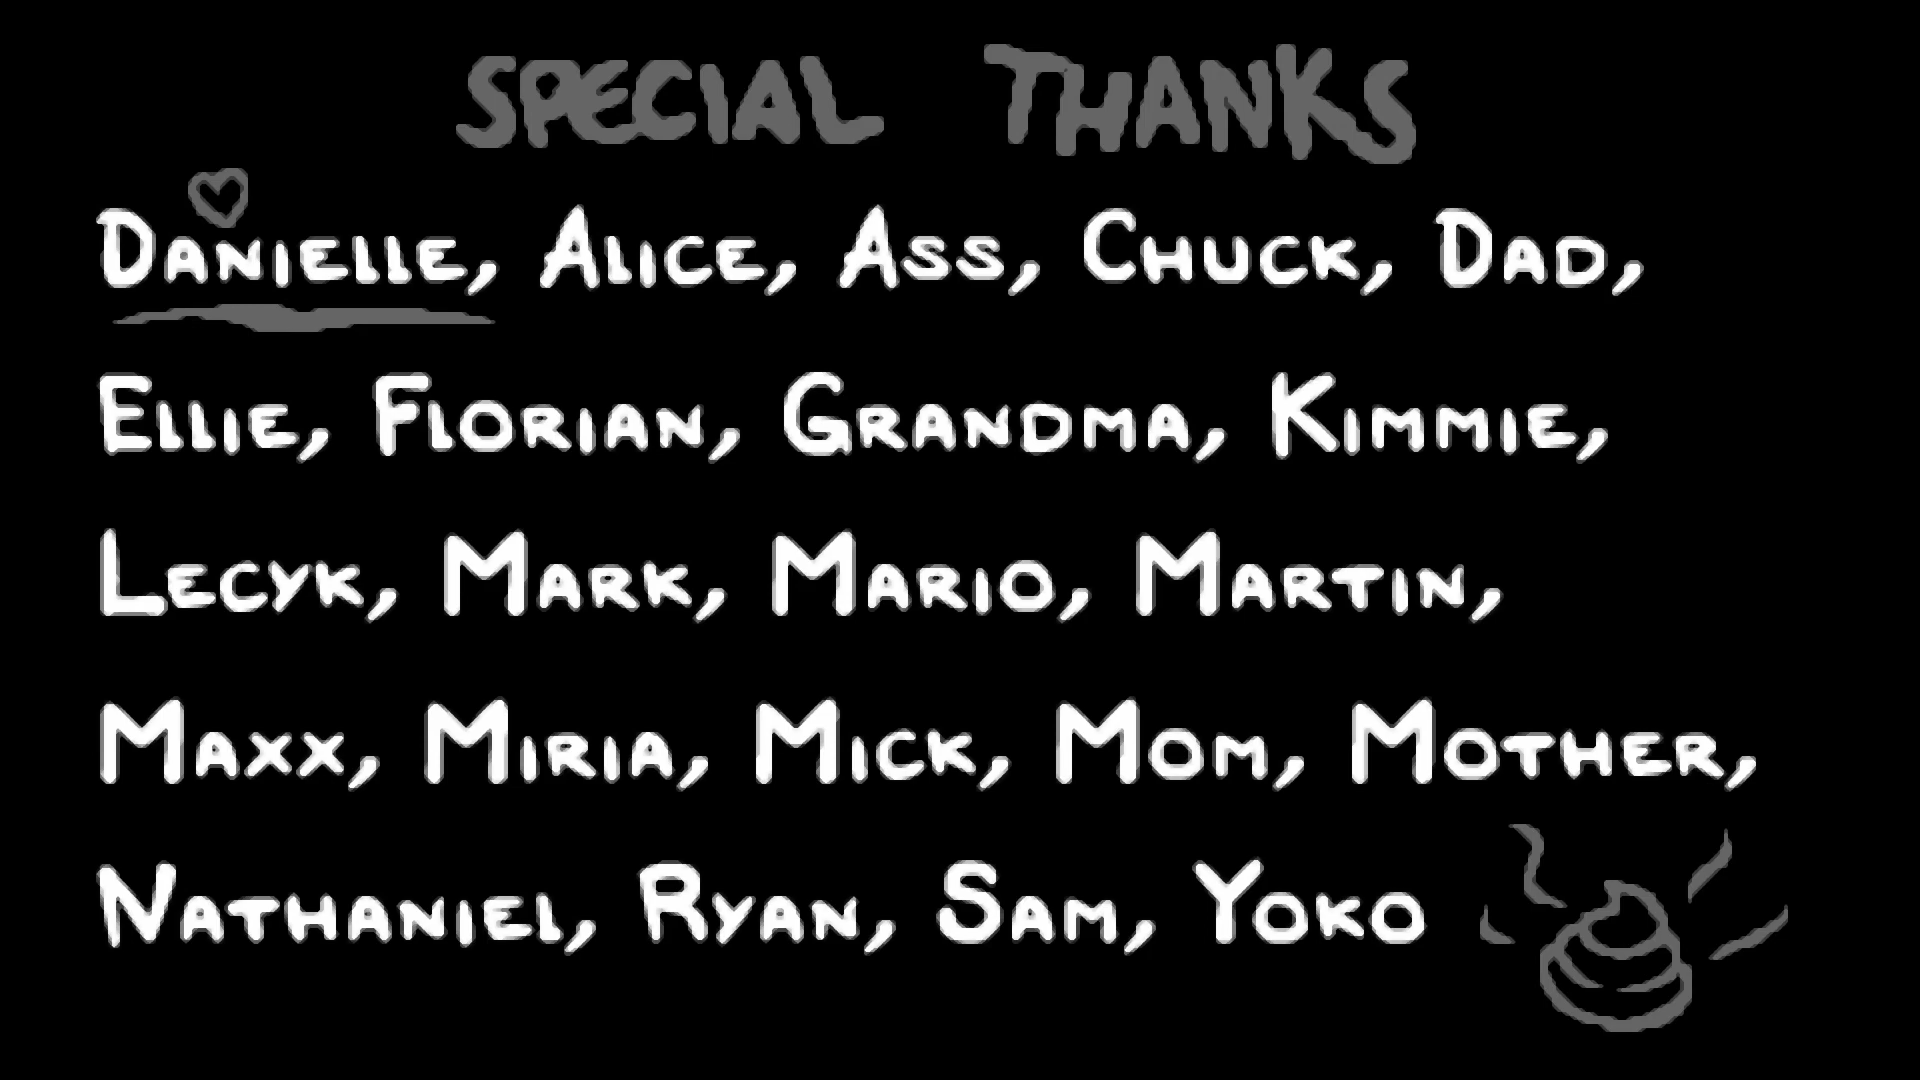 SPECIAL THANKS
DANIELLE, ALICE, ASS, CHUCK, DAD,
ELLIE, FLORIAN, GRANDMA, KIMMIE,
LECYK, MARK, MARIO, MARTIN,
MAXX, MIRIA, MICK, MOM, MOTHER,
NATHANIEL, RYAN, SAM, YOKO